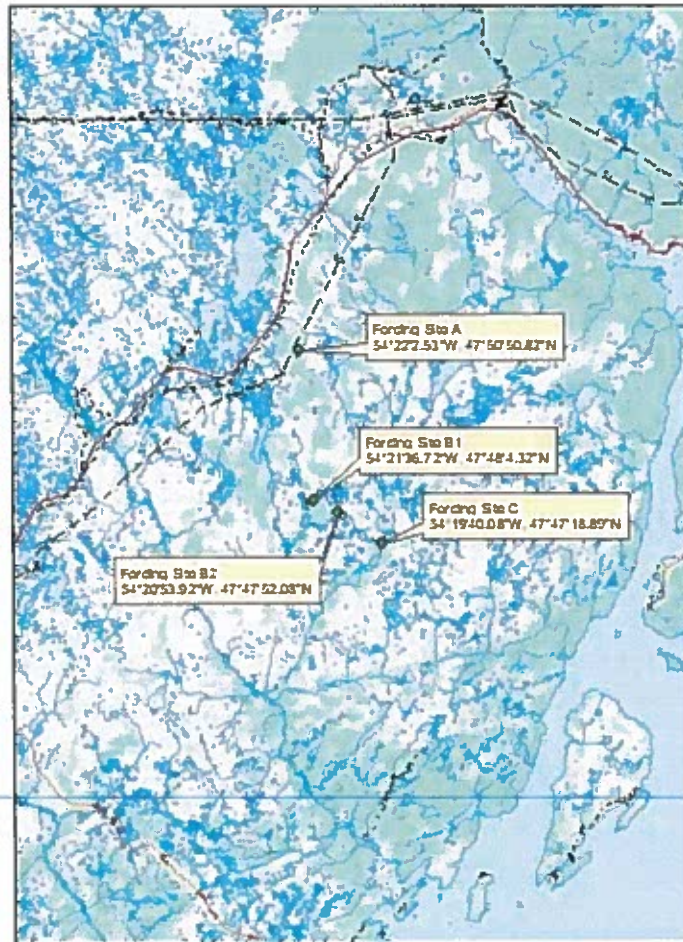 Fording Site A
54°22'2.53"W, 47°50'50.82"N
Fording Site B1
54°21'36.72"W, 47°48'4.32"N
Fording Site C
54°19'40.08"W, 47°47'18.89"N
Fording Site B2
54°20'53.92"W, 47°47'52.08"N